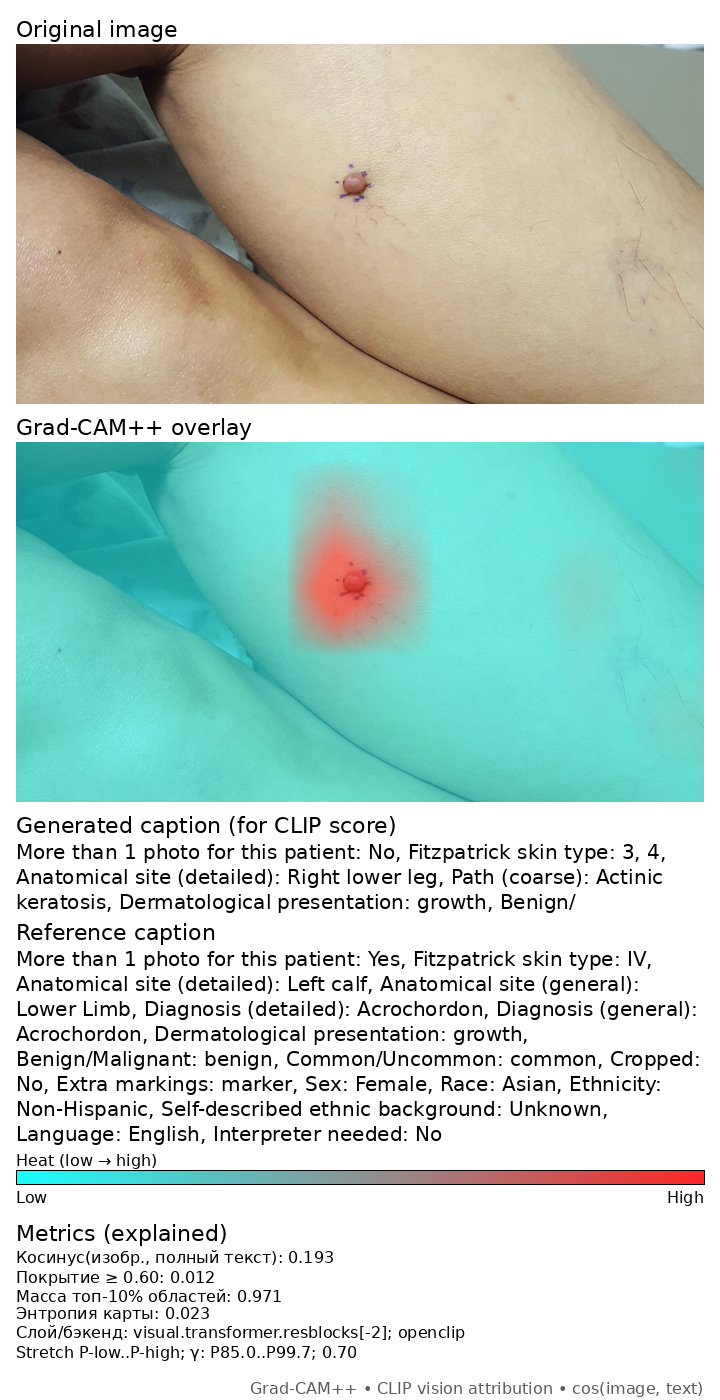 Original image
Grad-CAM++ overlay
Generated caption (for CLIP score)
More than 1 photo for this patient: No, Fitzpatrick skin type: 3, 4,
Anatomical site (detailed): Right lower leg, Path (coarse): Actinic
keratosis, Dermatological presentation: growth, Benign/
Reference caption
More than 1 photo for this patient: Yes, Fitzpatrick skin type: IV,
Anatomical site (detailed): Left calf, Anatomical site (general):
Lower Limb, Diagnosis (detailed): Acrochordon, Diagnosis (general):
Acrochordon, Dermatological presentation: growth,
Benign/Malignant: benign, Common/Uncommon: common, Cropped:
No, Extra markings: marker, Sex: Female, Race: Asian, Ethnicity:
Non-Hispanic, Self-described ethnic background: Unknown,
Language: English, Interpreter needed: No
Heat (low → high)
Low High
Metrics (explained)
Косинус(изобр., полный текст): 0.193
Покрытие ≥ 0.60: 0.012
Масса топ-10% областей: 0.971
Энтропия карты: 0.023
Слой/бэкенд: visual.transformer.resblocks[-2]; openclip
Stretch P-low..P-high; γ: P85.0..P99.7; 0.70
Grad-CAM++ • CLIP vision attribution • cos(image, text)